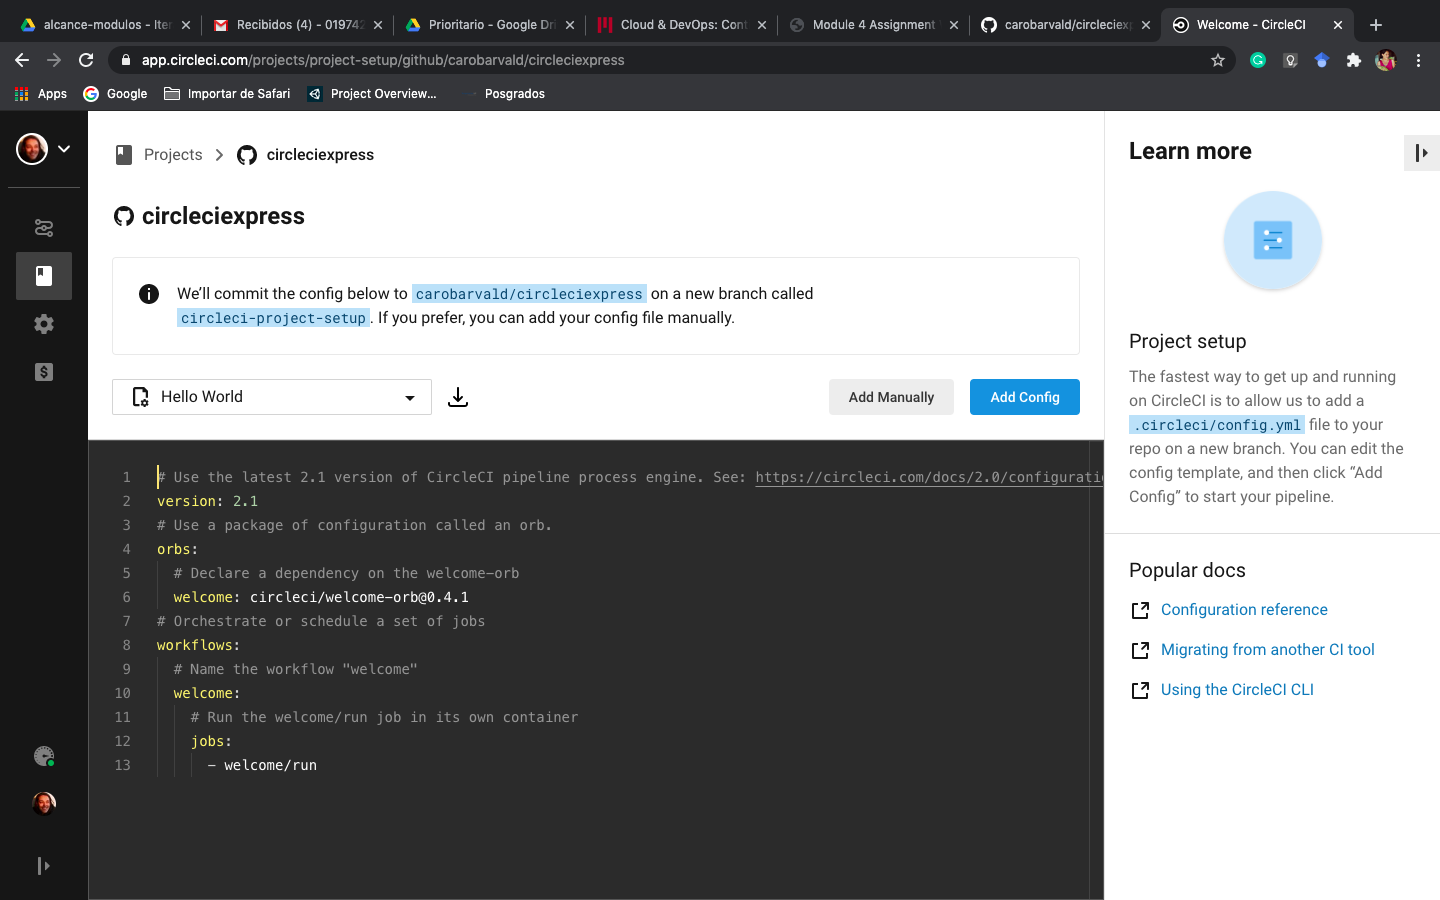 alcance-modulos - Iter
Recibidos (4) - 01974
Prioritario - Google Dri
Cloud & DevOps: Cont
Module 4 Assignment
carobarvald/circleciexp
Welcome - CircleCI
app.circleci.com/projects/project-setup/github/carobarvald/circleciexpress
Apps
Google
Importar de Safari
Project Overview...
Posgrados
Projects
circleciexpress
circleciexpress
We'll commit the config below to carobarvald/circleciexpress on a new branch called
circleci-project-setup. If you prefer, you can add your config file manually.
Hello World
Add Manually
Add Config
1 # Use the latest 2.1 version of CircleCI pipeline process engine. See: https://circleci.com/docs/2.0/configurati
2 version: 2.1
3 # Use a package of configuration called an orb.
4 orbs:
5 # Declare a dependency on the welcome-orb
6 welcome: circleci/welcome-orb@0.4.1
7 # Orchestrate or schedule a set of jobs
8 workflows:
9 # Name the workflow "welcome"
10 welcome:
11 # Run the welcome/run job in its own container
12 jobs:
13 - welcome/run
Learn more
Project setup
The fastest way to get up and running
on CircleCI is to allow us to add a
.circleci/config.yml file to your
repo on a new branch. You can edit the
config template, and then click “Add
Config” to start your pipeline.
Popular docs
Configuration reference
Migrating from another CI tool
Using the CircleCI CLI